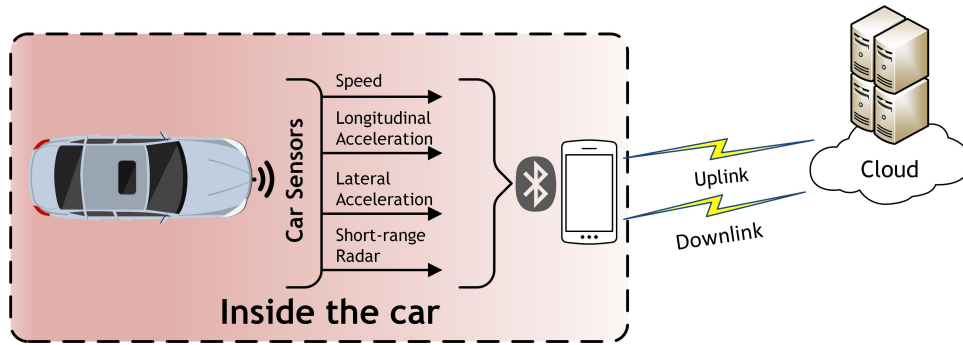 Speed
Longitudinal
Acceleration
Lateral
Acceleration
Short-range
Radar
Car Sensors
Inside the car
Uplink
Downlink
Cloud